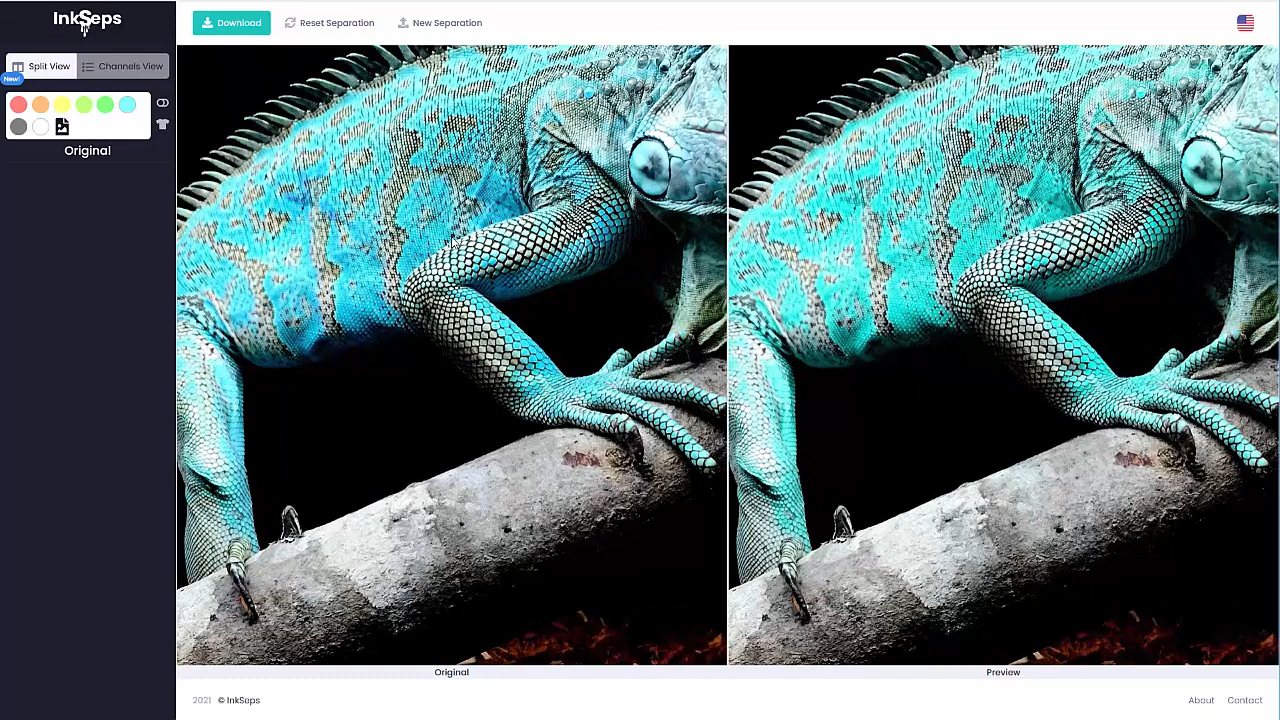 InkSeps
Download
Reset Separation
New Separation
Split View
Channels View
New!
Original
Original
Preview
2021 © InkSeps
About
Contact